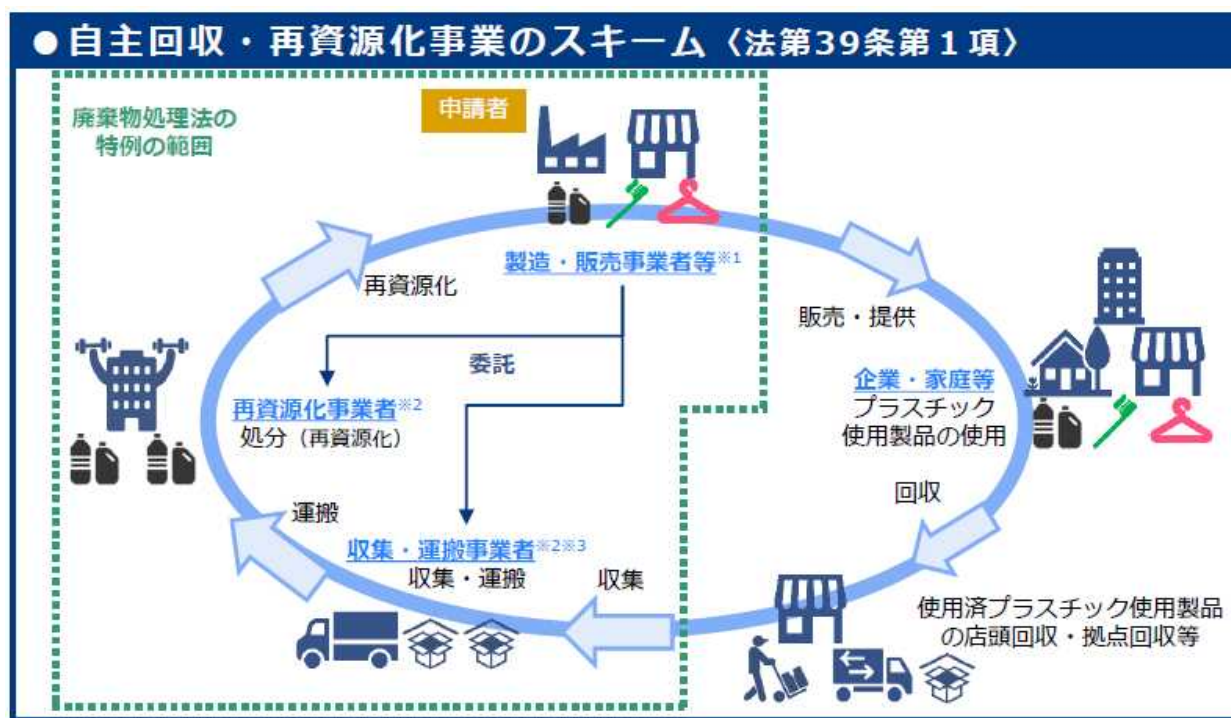 ●自主回収・再資源化事業のスキーム〈法第39条第1項〉
廃棄物処理法の
特例の範囲
申請者
製造・販売事業者等※1
再資源化
販売・提供
委託
企業・家庭等
プラスチック
使用製品の使用
再資源化事業者※2
処分（再資源化）
回収
運搬
収集・運搬事業者※2※3
収集・運搬
収集
使用済プラスチック使用製品
の店頭回収・拠点回収等